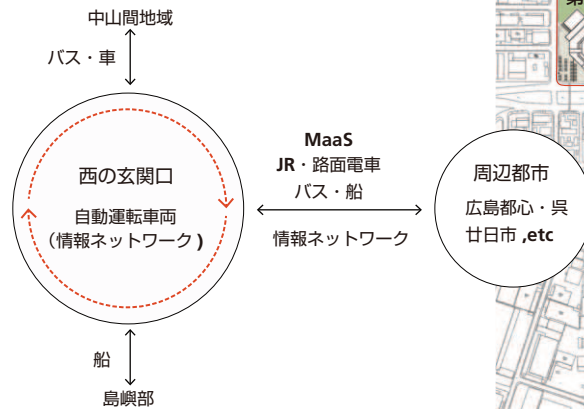 中山間地域
バス・車
西の玄関口
自動運転車両
（情報ネットワーク )
MaaS
JR・路面電車
バス・船
情報ネットワーク
周辺都市
広島都心・呉
廿日市 ,etc
船
島嶼部